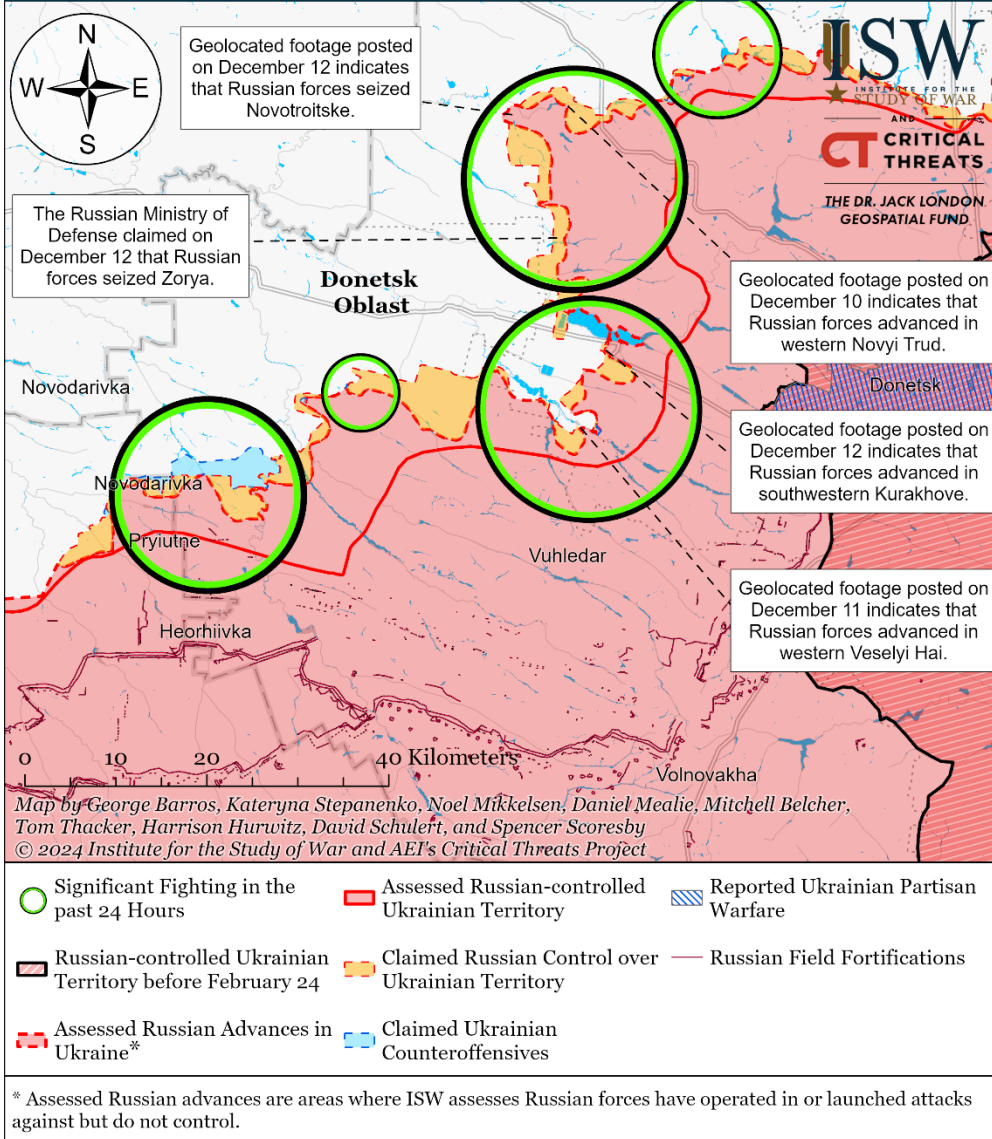 N
W E
S
Geolocated footage posted
on December 12 indicates
that Russian forces seized
Novotroitske.
ISW
INSTITUTE FOR THE
STUDY OF WAR
AND
CT CRITICAL
THREATS
THE DR. JACK LONDON
GEOSPATIAL FUND
The Russian Ministry of
Defense claimed on
December 12 that Russian
forces seized Zorya.
Donetsk
Oblast
Geolocated footage posted on
December 10 indicates that
Russian forces advanced in
western Novyi Trud.
Novodarivka
Donetsk
Geolocated footage posted on
December 12 indicates that
Russian forces advanced in
southwestern Kurakhove.
Novodarivka
Pryiutne
Vuhledar
Geolocated footage posted on
December 11 indicates that
Russian forces advanced in
western Veselyi Hai.
Heorhiivka
0 10 20 40 Kilometers
Volnovakha
Map by George Barros, Kateryna Stepanenko, Noel Mikkelsen, Daniel Mealie, Mitchell Belcher,
Tom Thacker, Harrison Hurwitz, David Schulert, and Spencer Scoresby
© 2024 Institute for the Study of War and AEI's Critical Threats Project
Significant Fighting in the
past 24 Hours
Assessed Russian-controlled
Ukrainian Territory
Reported Ukrainian Partisan
Warfare
Russian-controlled Ukrainian
Territory before February 24
Claimed Russian Control over
Ukrainian Territory
Russian Field Fortifications
Assessed Russian Advances in
Ukraine*
Claimed Ukrainian
Counteroffensives
* Assessed Russian advances are areas where ISW assesses Russian forces have operated in or launched attacks
against but do not control.